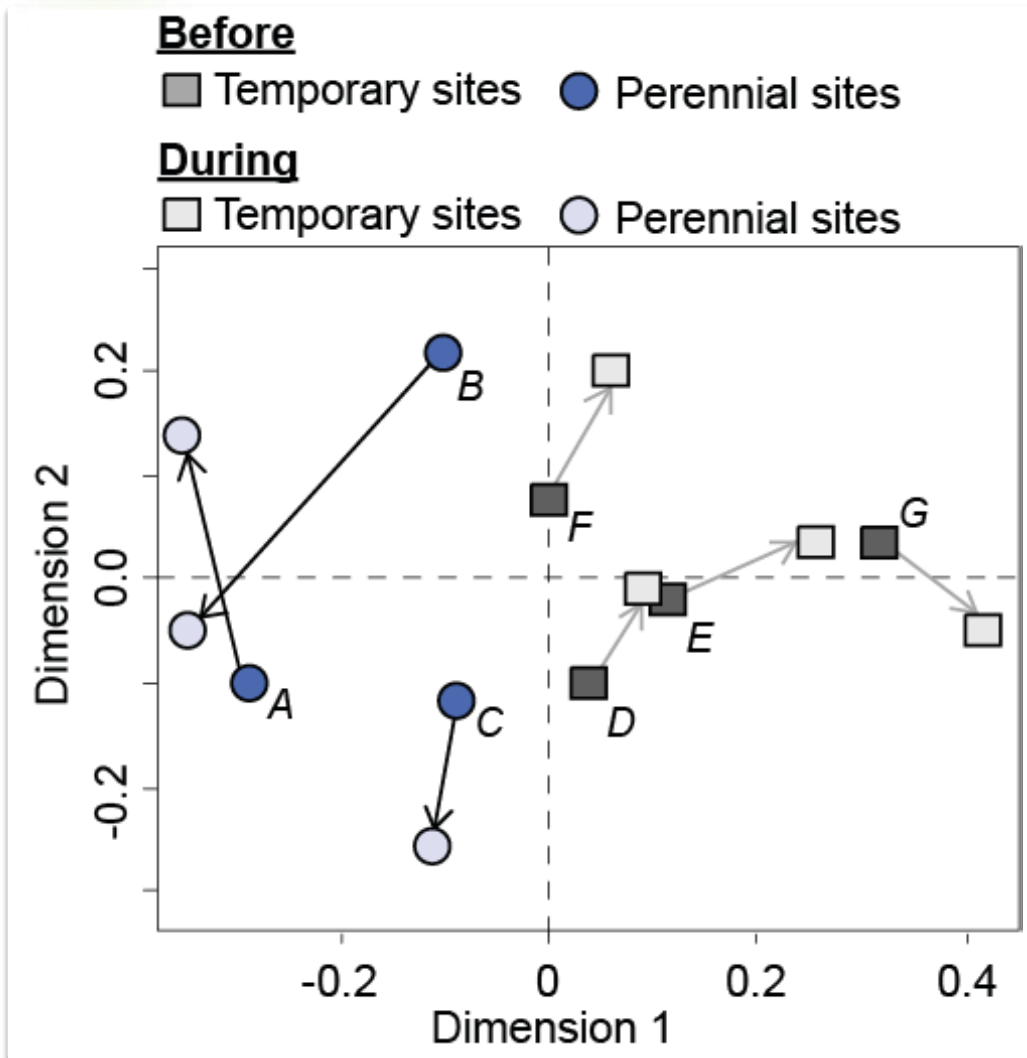 Before
Temporary sites Perennial sites
During
Temporary sites Perennial sites
0.2
B
F
G
Dimension 2
0.0
E
A
C
D
-0.2
-0.2 0 0.2 0.4
Dimension 1